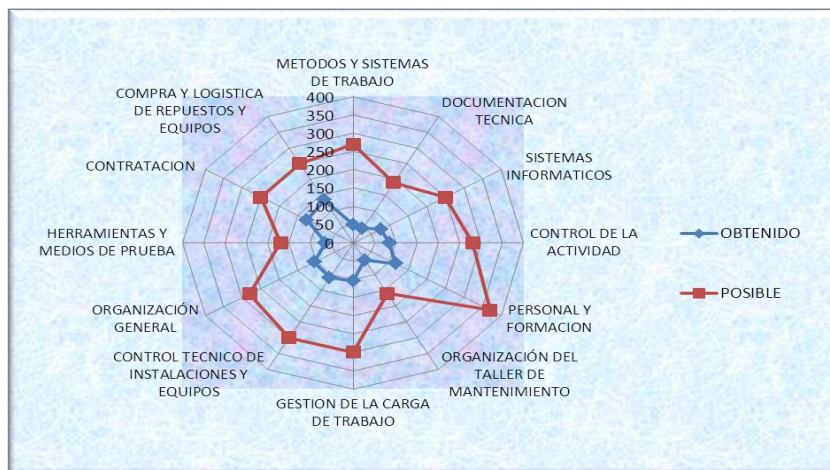 METODOS Y SISTEMAS
DE TRABAJO
DOCUMENTACION
TECNICA
SISTEMAS
INFORMATICOS
CONTROL DE LA
ACTIVIDAD
PERSONAL Y
FORMACION
ORGANIZACIÓN DEL
TALLER DE
MANTENIMIENTO
GESTION DE LA CARGA
DE TRABAJO
CONTROL TECNICO DE
INSTALACIONES Y
EQUIPOS
ORGANIZACIÓN
GENERAL
HERRAMIENTAS Y
MEDIOS DE PRUEBA
CONTRATACION
COMPRA Y LOGISTICA
DE REPUESTOS Y
EQUIPOS
400
350
300
250
200
150
100
50
0
OBTENIDO
POSIBLE